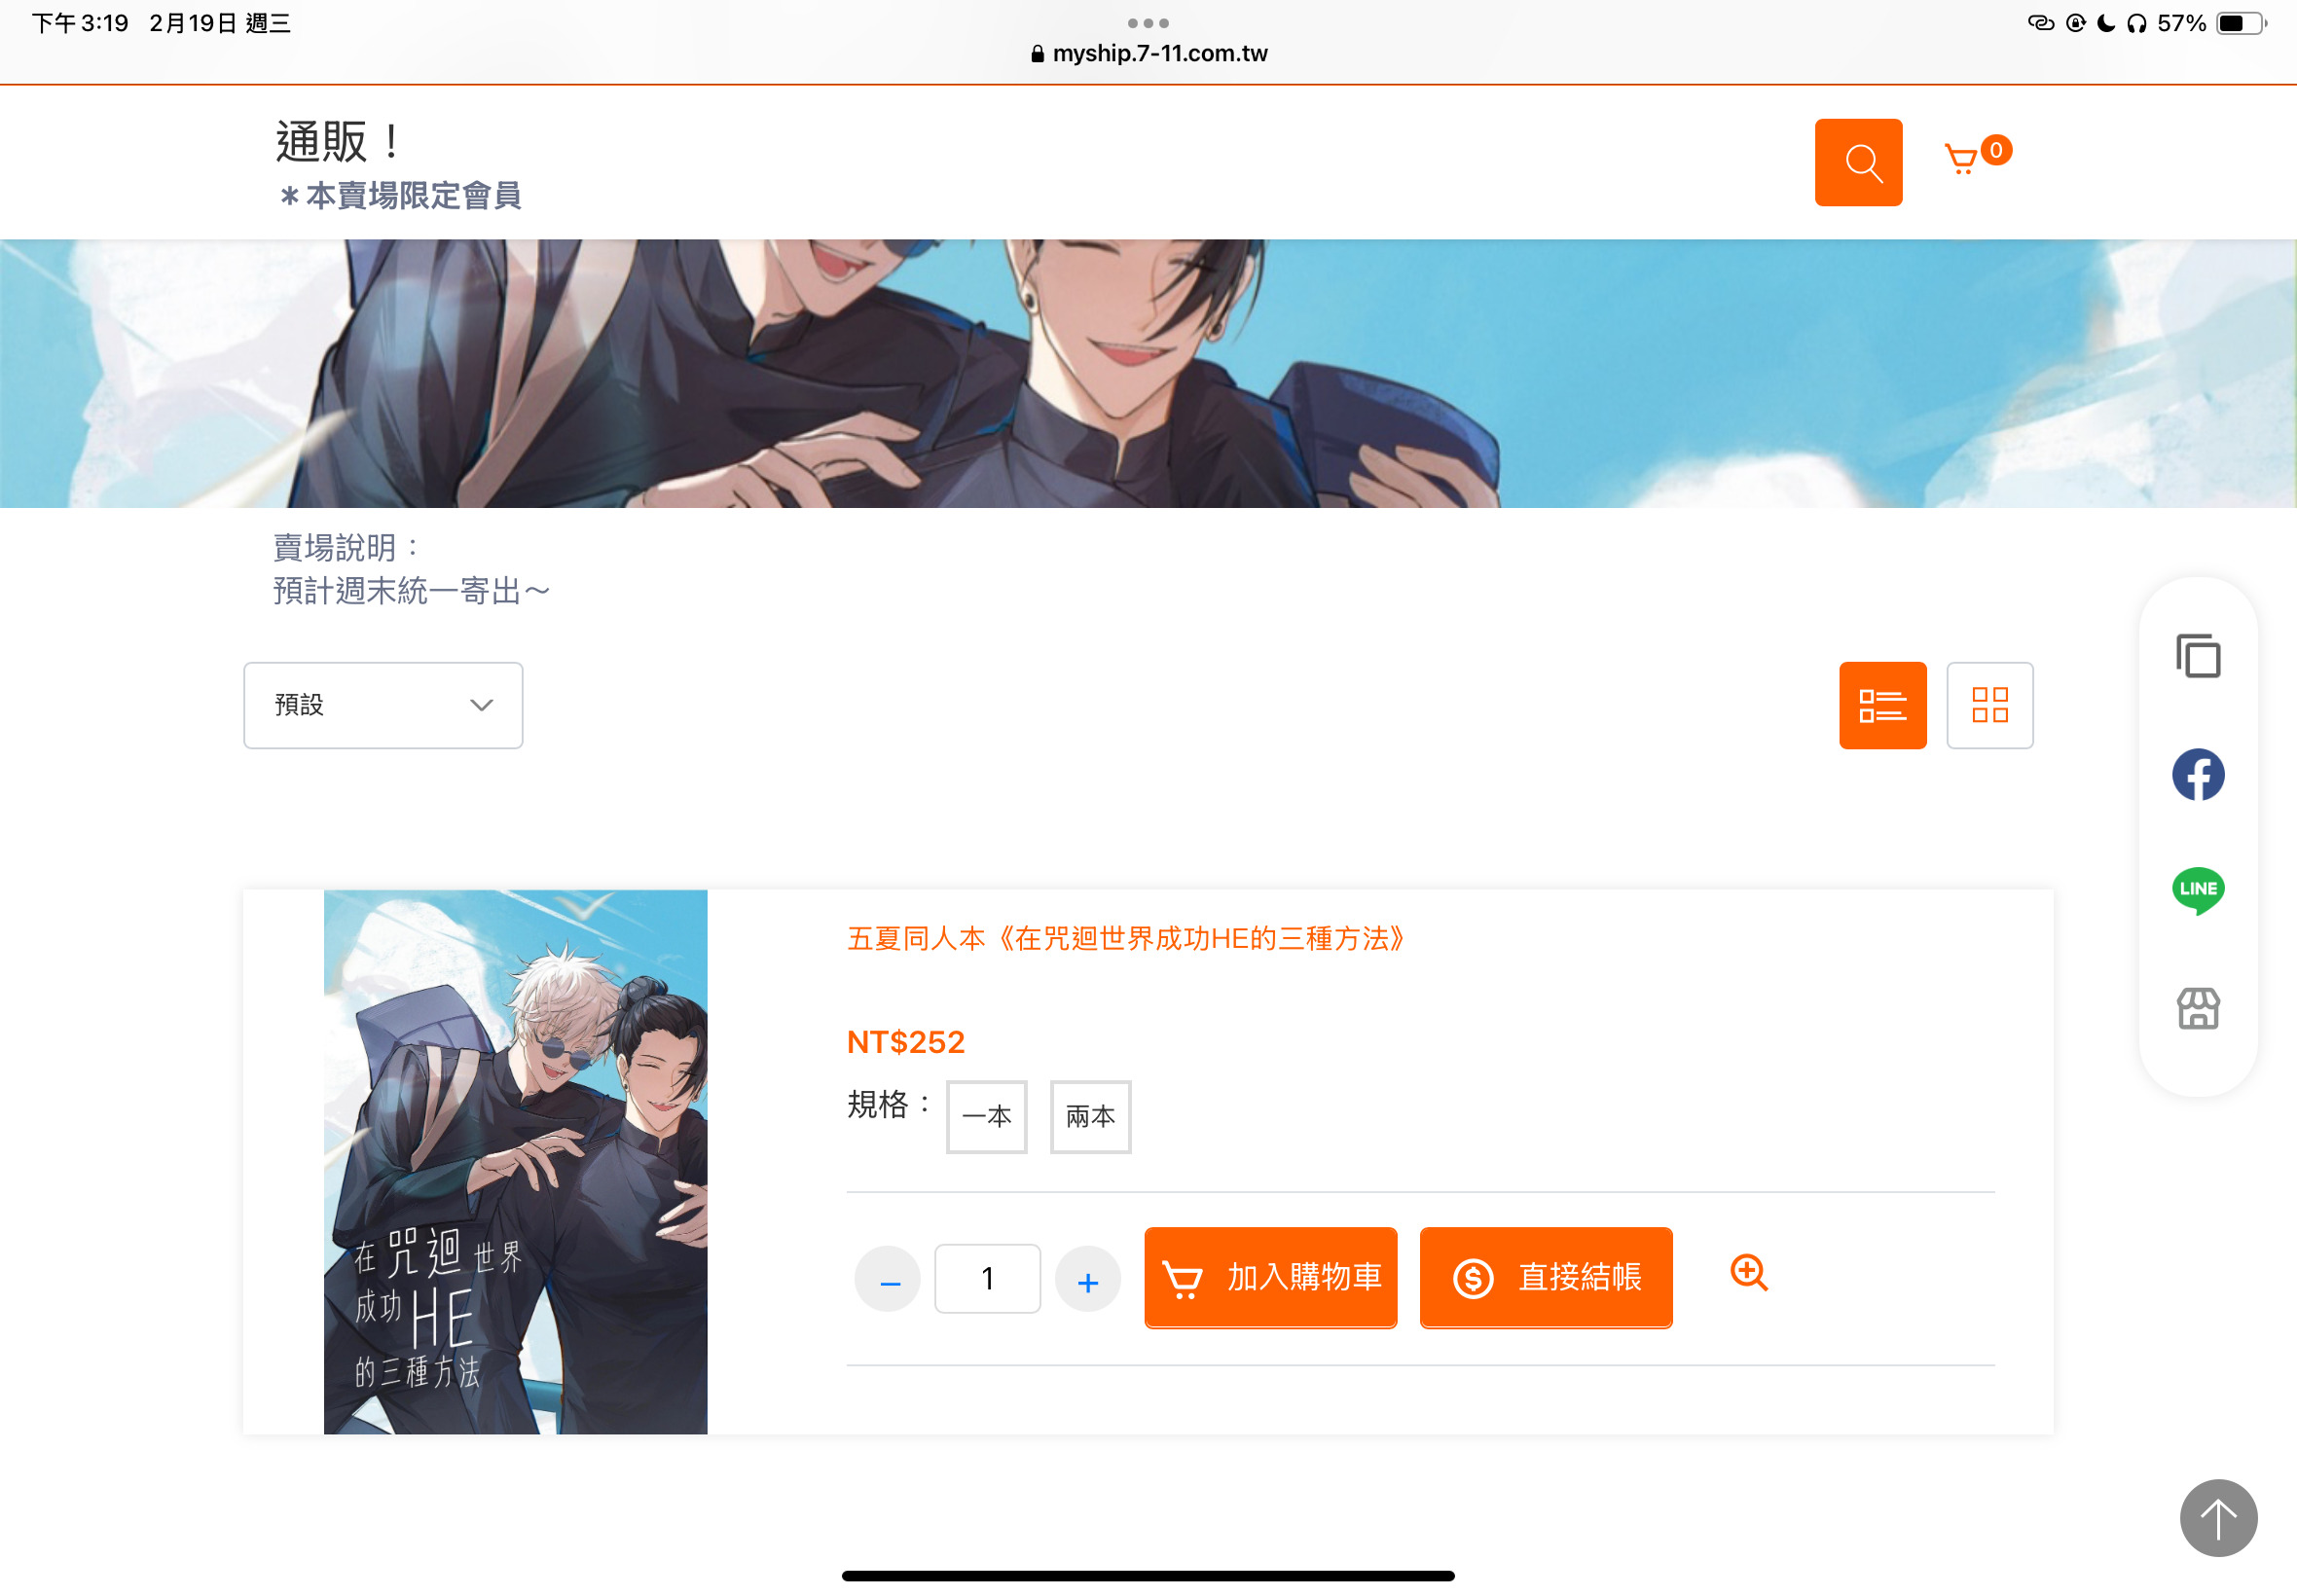 下午3:19 2月19日 週三
57%
myship.7-11.com.tw
通販！
＊本賣場限定會員
0
賣場說明：
預計週末統一寄出～
預設
LINE
五夏同人本《在咒迴世界成功HE的三種方法》
NT$252
規格：
一本
兩本
在咒迴世界
成功HE
的三種方法
1
加入購物車
直接結帳